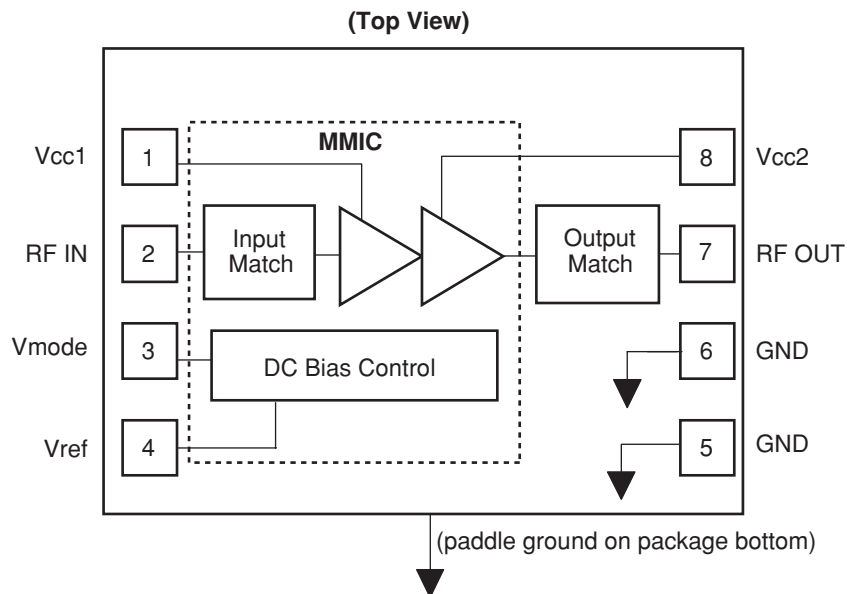 (Top View)
MMIC
Vcc1
1
8
Vcc2
RF IN
2
Input
Match
Output
Match
7
RF OUT
Vmode
3
DC Bias Control
6
GND
Vref
4
5
GND
(paddle ground on package bottom)